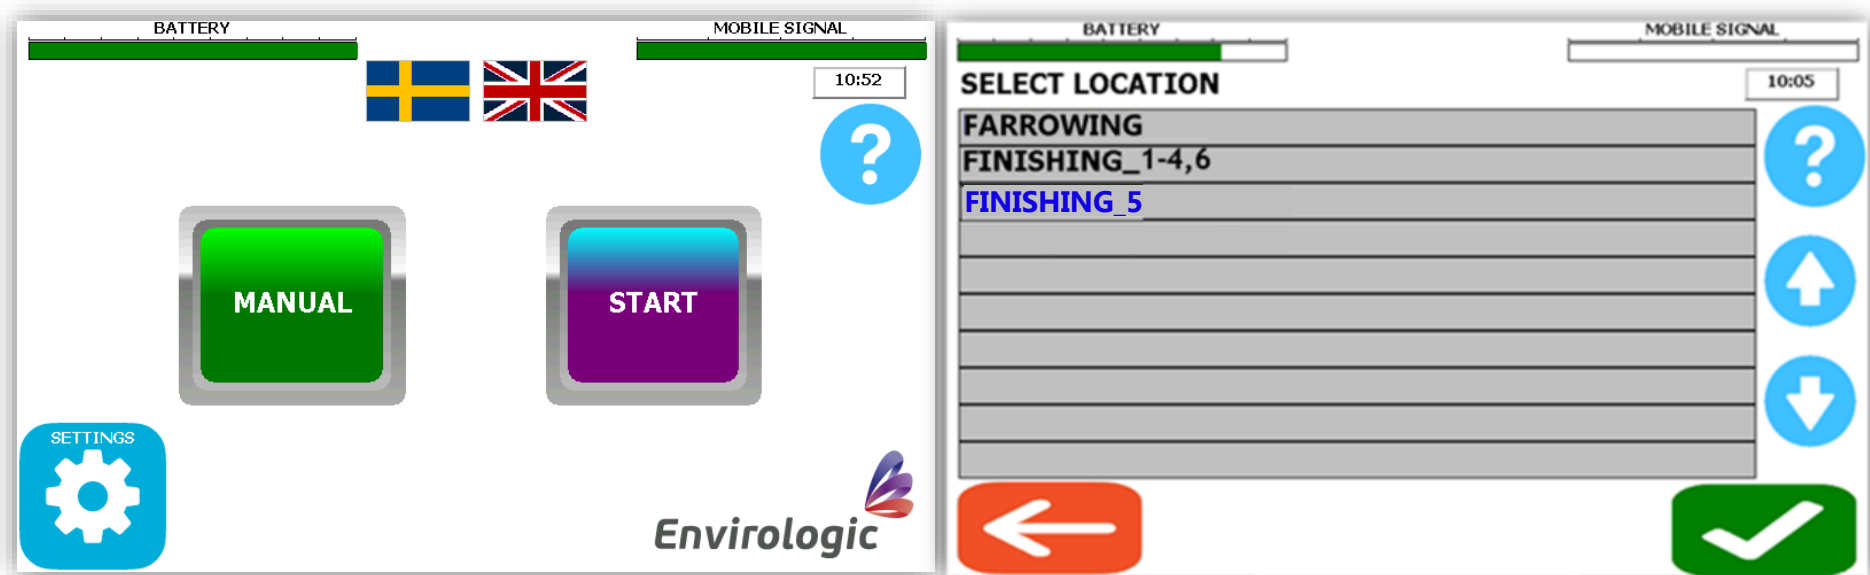 BATTERY
MOBILE SIGNAL
10:52
?
MANUAL
START
SETTINGS
Envirologic
BATTERY
MOBILE SIGNAL
SELECT LOCATION
10:05
FARROWING
?
FINISHING_1-4,6
FINISHING_5